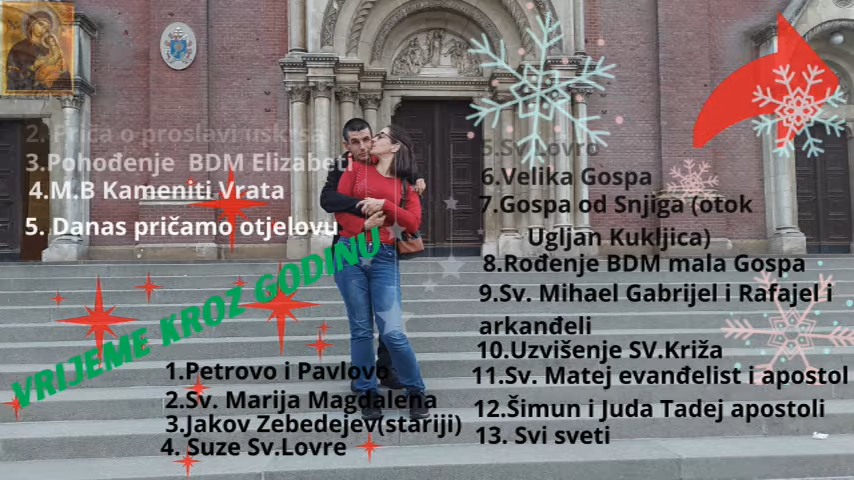 2. Priča o proslavi uskrsa
3.Pohođenje BDM Elizabeti
4.M.B Kameniti Vrata
5. Danas pričamo otjelovu
VRIJEME KROZ GODINU
1.Petrovo i Pavlovo
2.Sv. Marija Magdalena
3.Jakov Zebedejev(stariji)
4. Suze Sv.Lovre
5.Sv.Lovro
6.Velika Gospa
7.Gospa od Snjiga (otok
Ugljan Kukljica)
8.Rođenje BDM mala Gospa
9.Sv. Mihael Gabrijel i Rafajel i
arkanđeli
10.Uzvišenje SV.Križa
11.Sv. Matej evanđelist i apostol
12.Šimun i Juda Tadej apostoli
13. Svi sveti